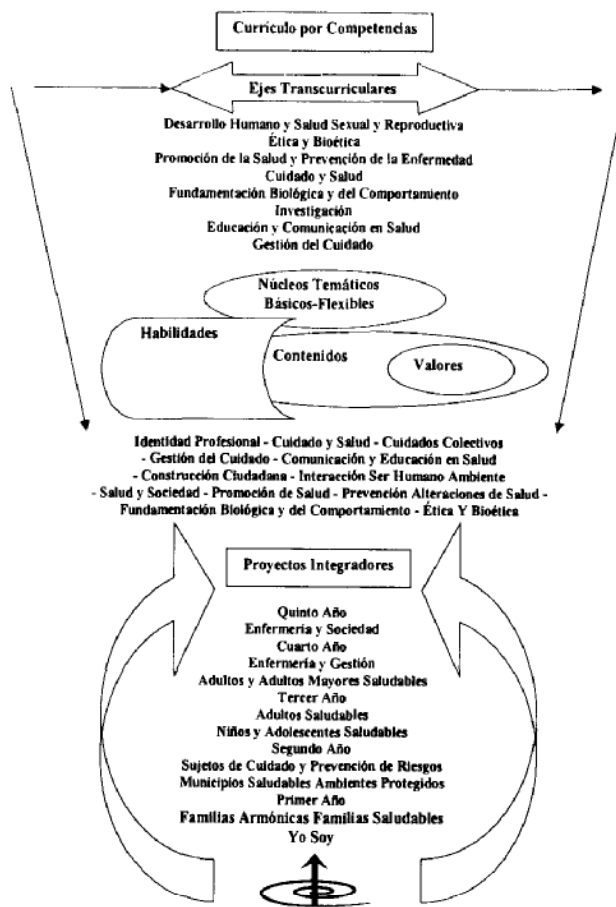 Currículo por Competencias
Ejes Transcurriculares
Desarrollo Humano y Salud Sexual y Reproductiva
Ética y Bioética
Promoción de la Salud y Prevención de la Enfermedad
Cuidado y Salud
Fundamentación Biológica y del Comportamiento
Investigación
Educación y Comunicación en Salud
Gestión del Cuidado
Núcleos Temáticos
Básicos-Flexibles
Habilidades
Contenidos
Valores
Identidad Profesional - Cuidado y Salud - Cuidados Colectivos
- Gestión del Cuidado - Comunicación y Educación en Salud
- Construcción Ciudadana - Interacción Ser Humano Ambiente
- Salud y Sociedad - Promoción de Salud - Prevención Alteraciones de Salud -
Fundamentación Biológica y del Comportamiento - Ética Y Bioética
Proyectos Integradores
Quinto Año
Enfermería y Sociedad
Cuarto Año
Enfermería y Gestión
Adultos y Adultos Mayores Saludables
Tercer Año
Adultos Saludables
Niños y Adolescentes Saludables
Segundo Año
Sujetos de Cuidado y Prevención de Riesgos
Municipios Saludables Ambientes Protegidos
Primer Año
Familias Armónicas Familias Saludables
Yo Soy